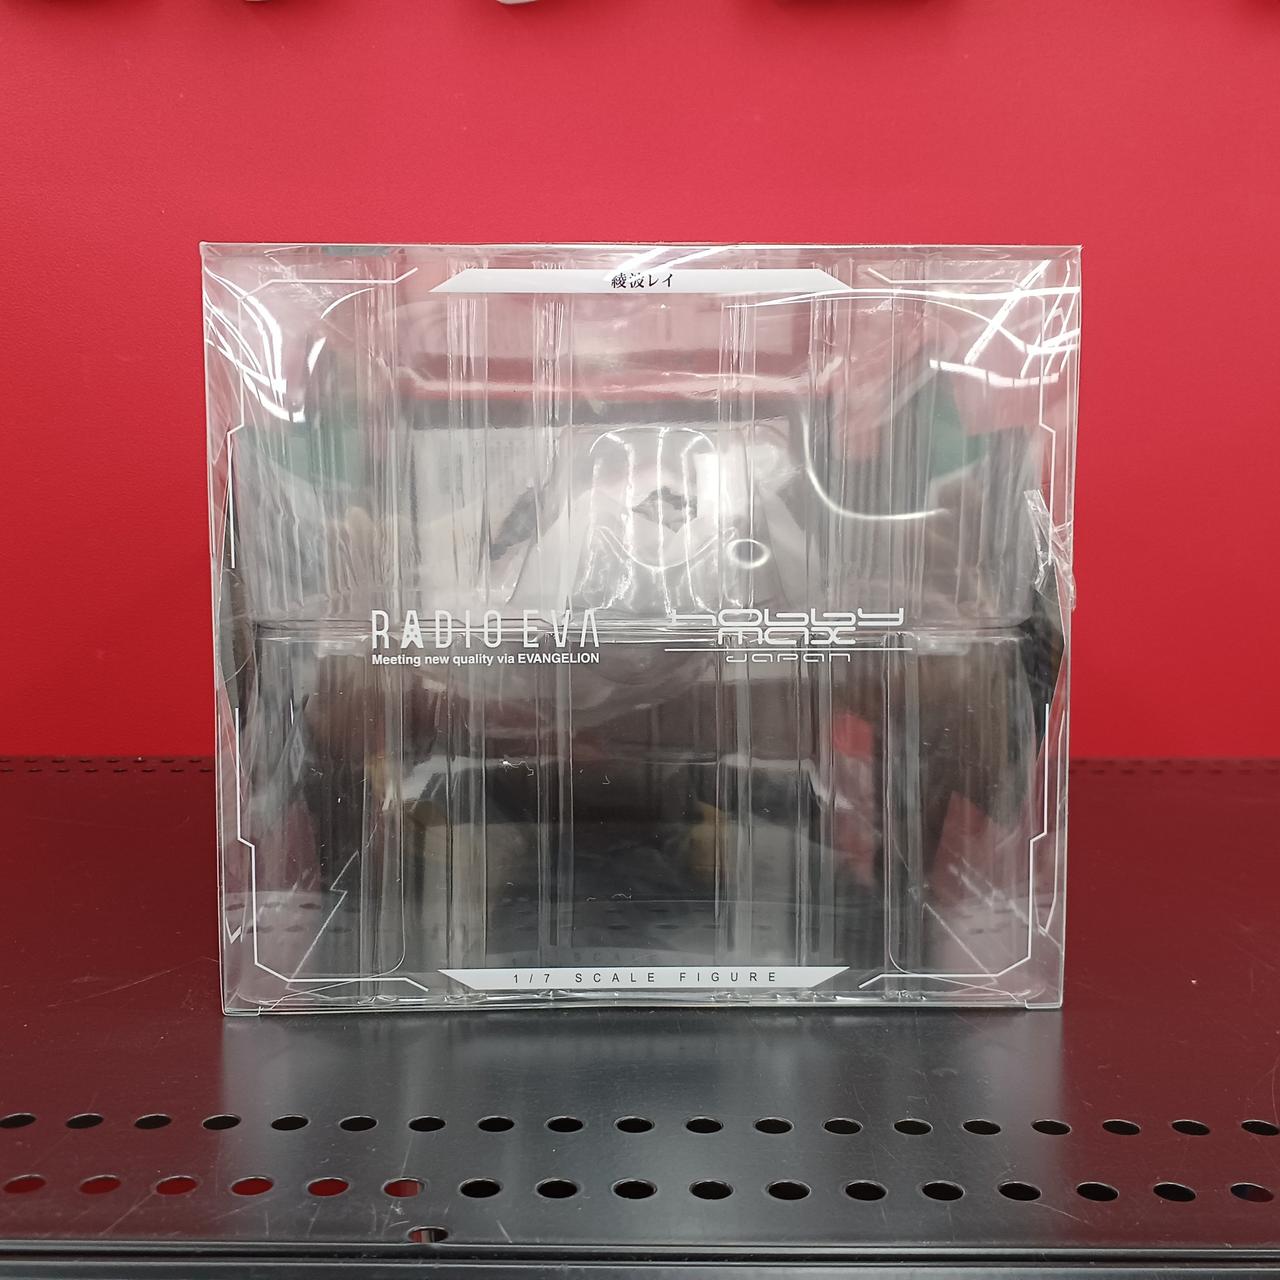 綾波レイ
RADIO EVA
Meeting new quality via EVANGELION
hobby
max
JAPAN
1/7 SCALE FIGURE